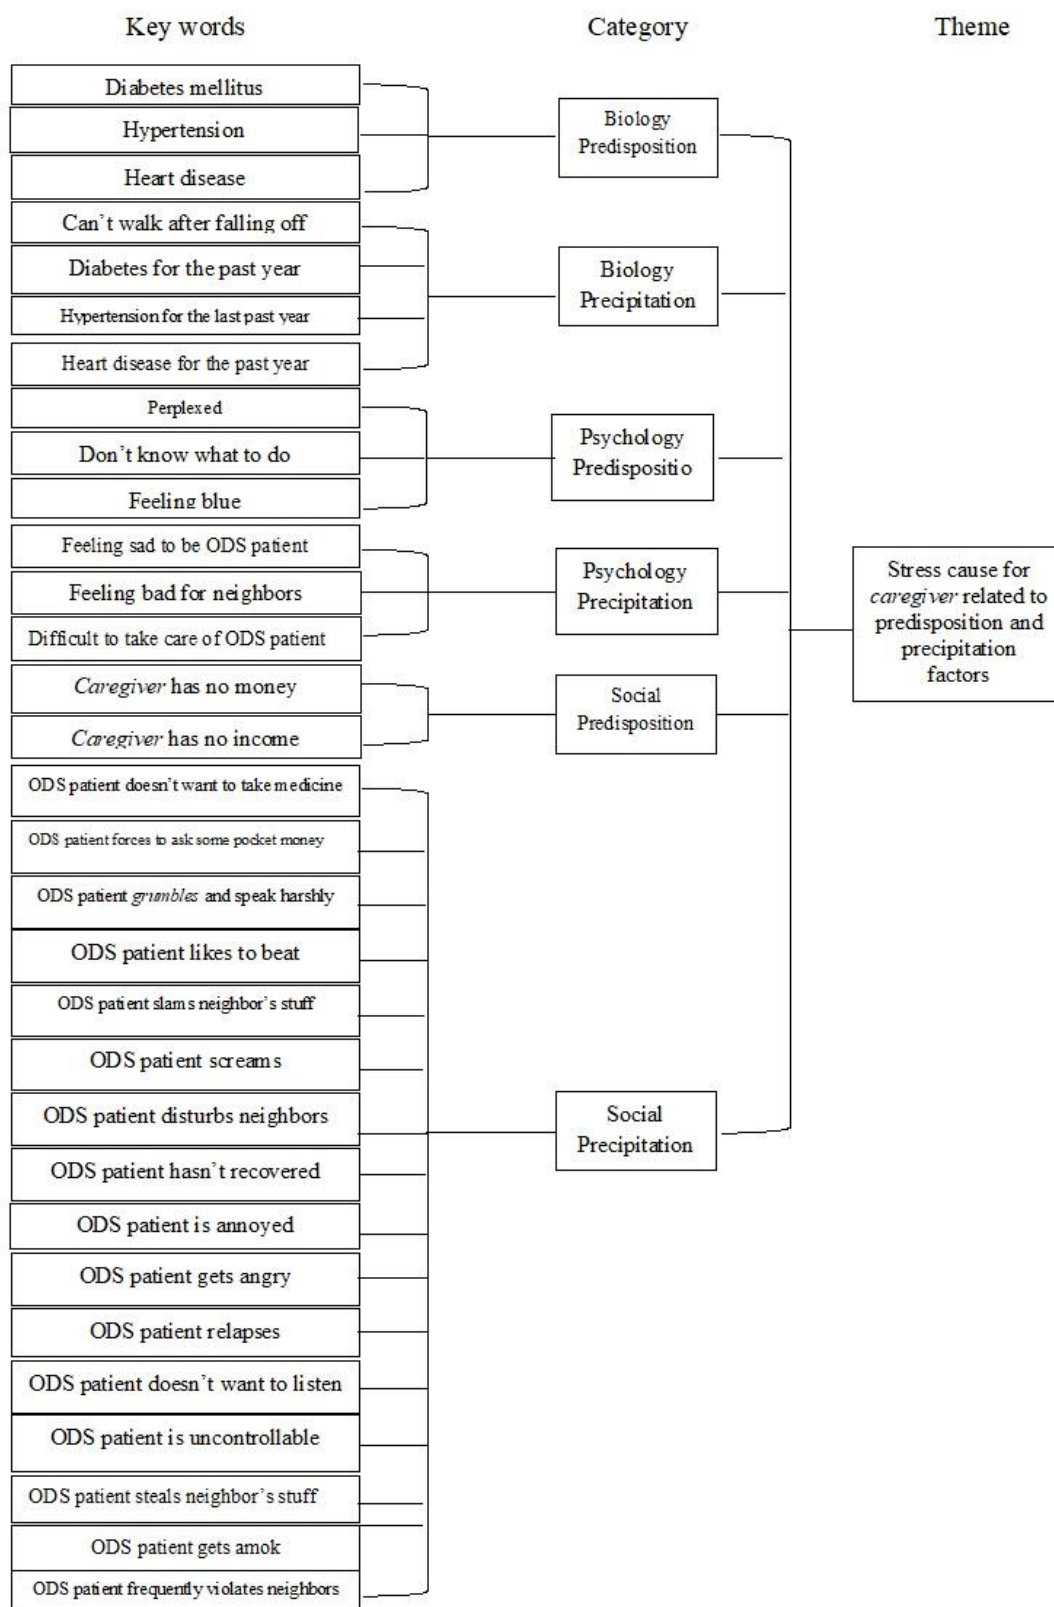 Key words
Category
Theme
Diabetes mellitus
Hypertension
Heart disease
Can't walk after falling off
Diabetes for the past year
Hypertension for the last past year
Heart disease for the past year
Perplexed
Don't know what to do
Feeling blue
Feeling sad to be ODS patient
Feeling bad for neighbors
Difficult to take care of ODS patient
Caregiver has no money
Caregiver has no income
ODS patient doesn't want to take medicine
ODS patient forces to ask some pocket money
ODS patient grumbles and speak harshly
ODS patient likes to beat
ODS patient slams neighbor's stuff
ODS patient screams
ODS patient disturbs neighbors
ODS patient hasn't recovered
ODS patient is annoyed
ODS patient gets angry
ODS patient relapses
ODS patient doesn't want to listen
ODS patient is uncontrollable
ODS patient steals neighbor's stuff
ODS patient gets amok
ODS patient frequently violates neighbors
Biology
Predisposition
Biology
Precipitation
Psychology
Predispositio
Psychology
Precipitation
Social
Predisposition
Social
Precipitation
Stress cause for
caregiver related to
predisposition and
precipitation
factors